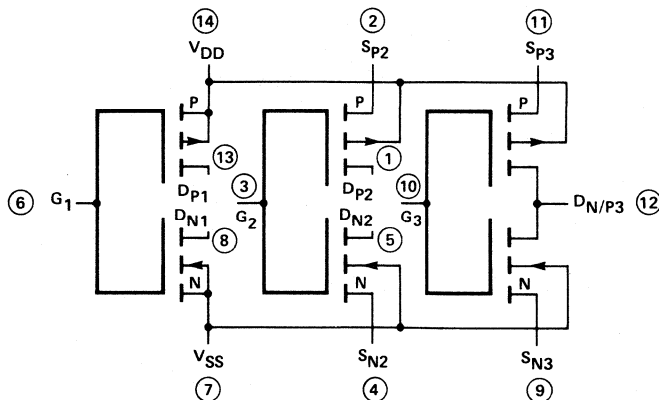 14 2 11
V_DD S_P2 S_P3
P P P
13 1
D_P1 3 D_P2 10
6 G_1 D_N/P3 12
D_N1 G_2 D_N2 G_3
8 5
N N N
V_SS S_N2 S_N3
7 4 9